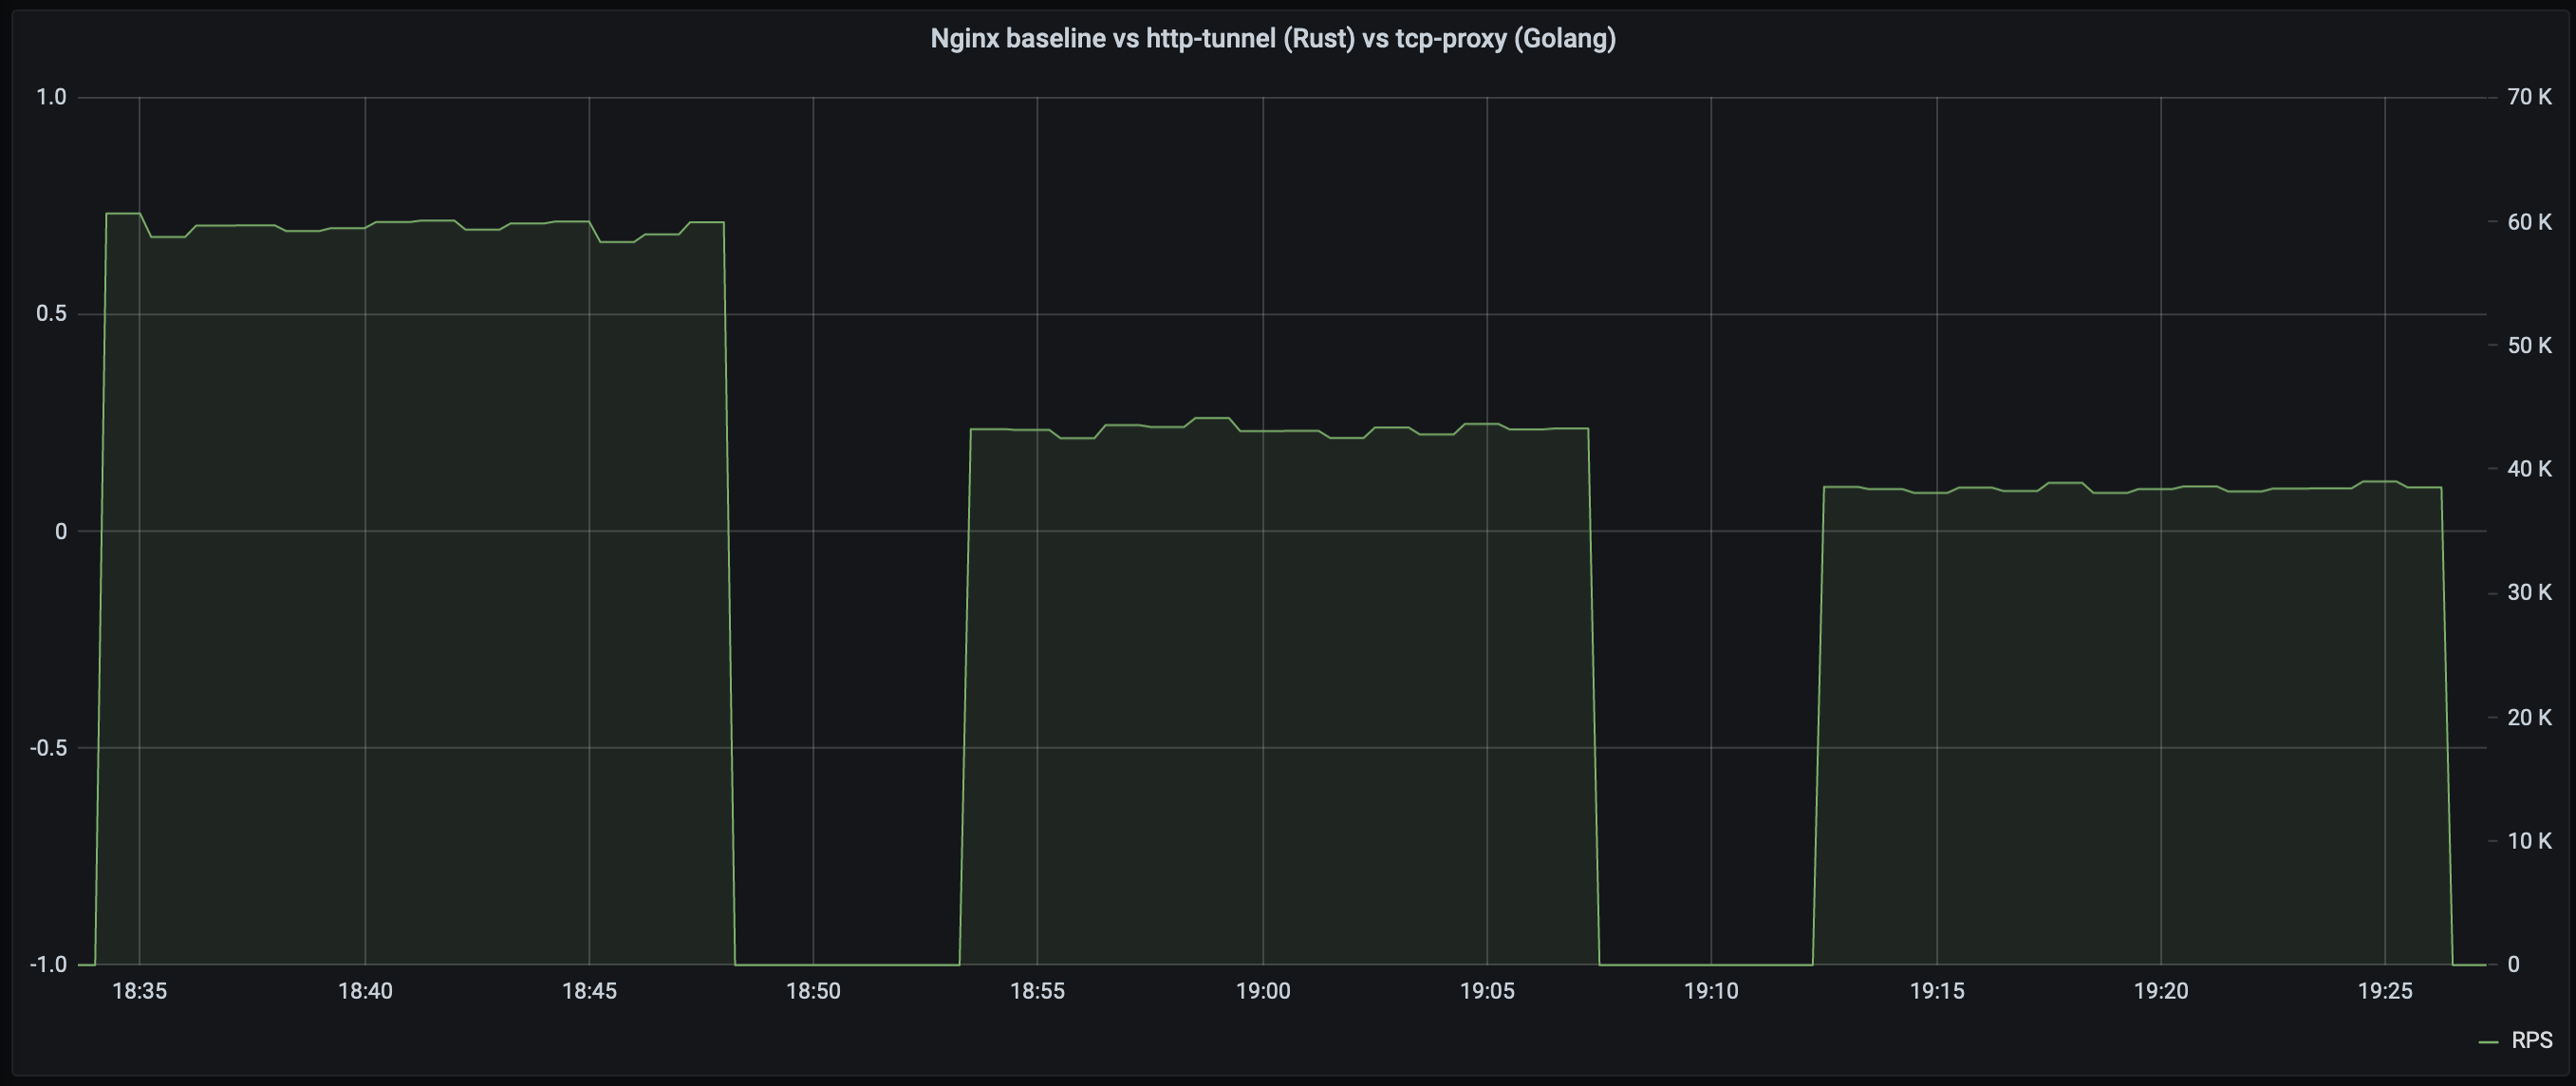 Nginx baseline vs http-tunnel (Rust) vs tcp-proxy (Golang)
1.0
0.5
0
-0.5
-1.0
70 K
60 K
50 K
40 K
30 K
20 K
10 K
0
18:35 18:40 18:45 18:50 18:55 19:00 19:05 19:10 19:15 19:20 19:25
RPS